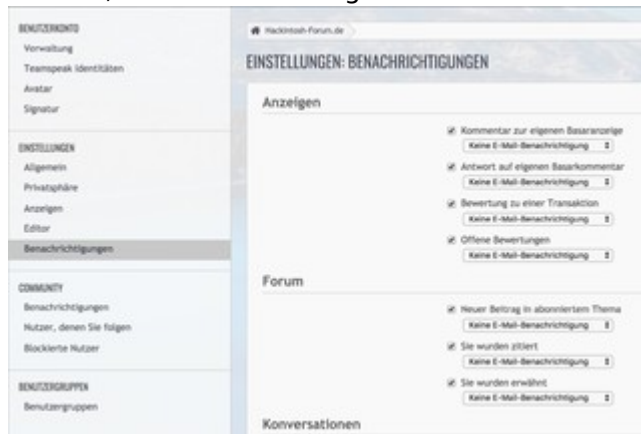 BENUTZERKONTO
Verwaltung
Teamspeak Identitäten
Avatar
Signatur
EINSTELLUNGEN
Allgemein
Privatsphäre
Anzeigen
Editor
Benachrichtigungen
COMMUNITY
Benachrichtigungen
Nutzer, denen Sie folgen
Blockierte Nutzer
BENUTZERGRUPPEN
Benutzergruppen
Hackintosh-Forum.de
EINSTELLUNGEN: BENACHRICHTIGUNGEN
Anzeigen
Kommentar zur eigenen Basaranzeige
Keine E-Mail-Benachrichtigung
Antwort auf eigenen Basarkommentar
Keine E-Mail-Benachrichtigung
Bewertung zu einer Transaktion
Keine E-Mail-Benachrichtigung
Offene Bewertungen
Keine E-Mail-Benachrichtigung
Forum
Neuer Beitrag in abonniertem Thema
Keine E-Mail-Benachrichtigung
Sie wurden zitiert
Keine E-Mail-Benachrichtigung
Sie wurden erwähnt
Keine E-Mail-Benachrichtigung
Konversationen